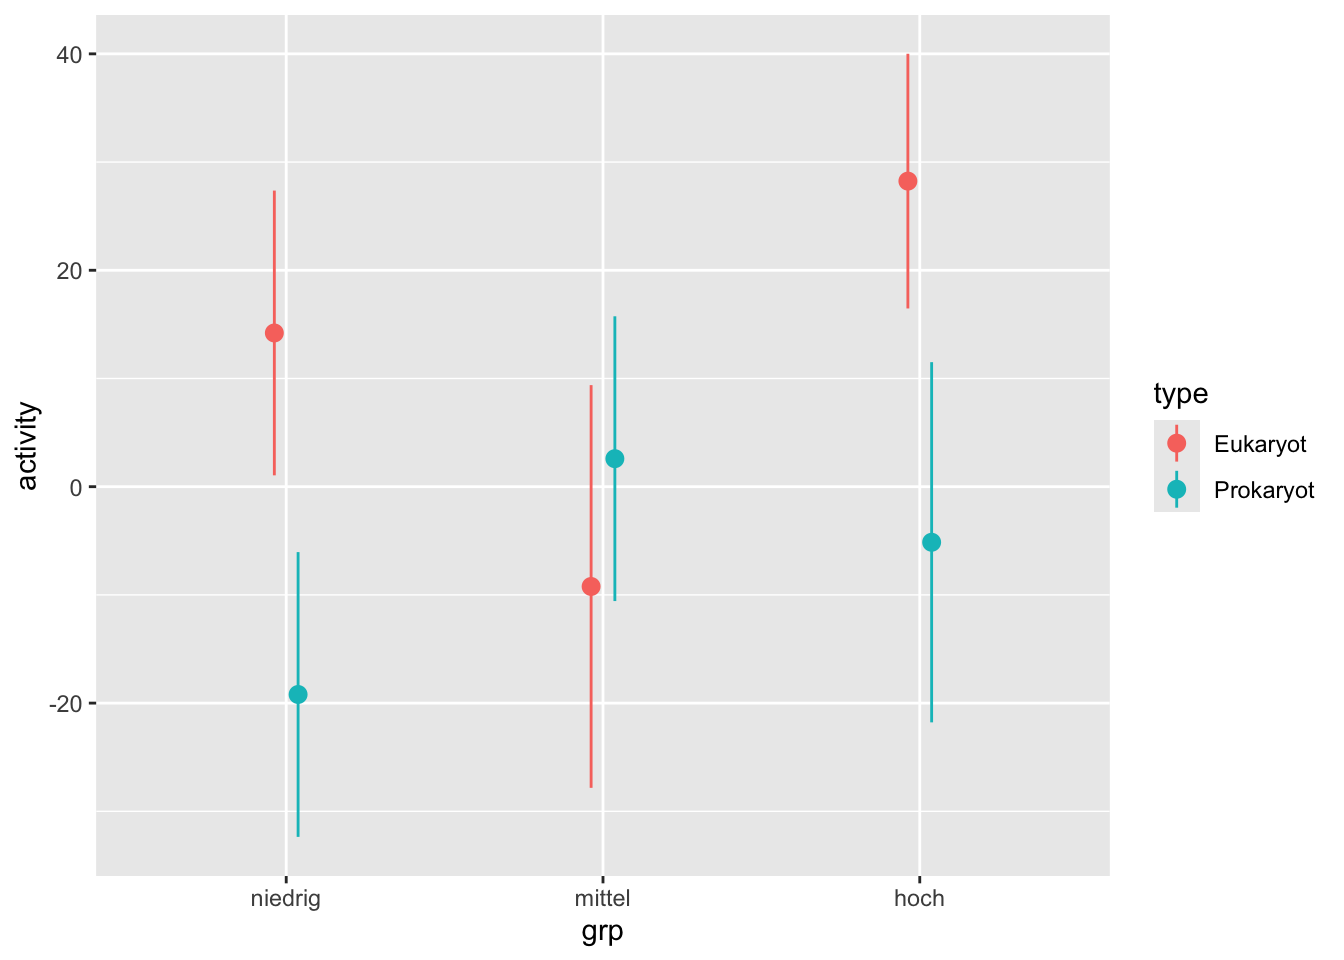 activity
40
20
0
-20
niedrig
mittel
hoch
grp
type
Eukaryot
Prokaryot